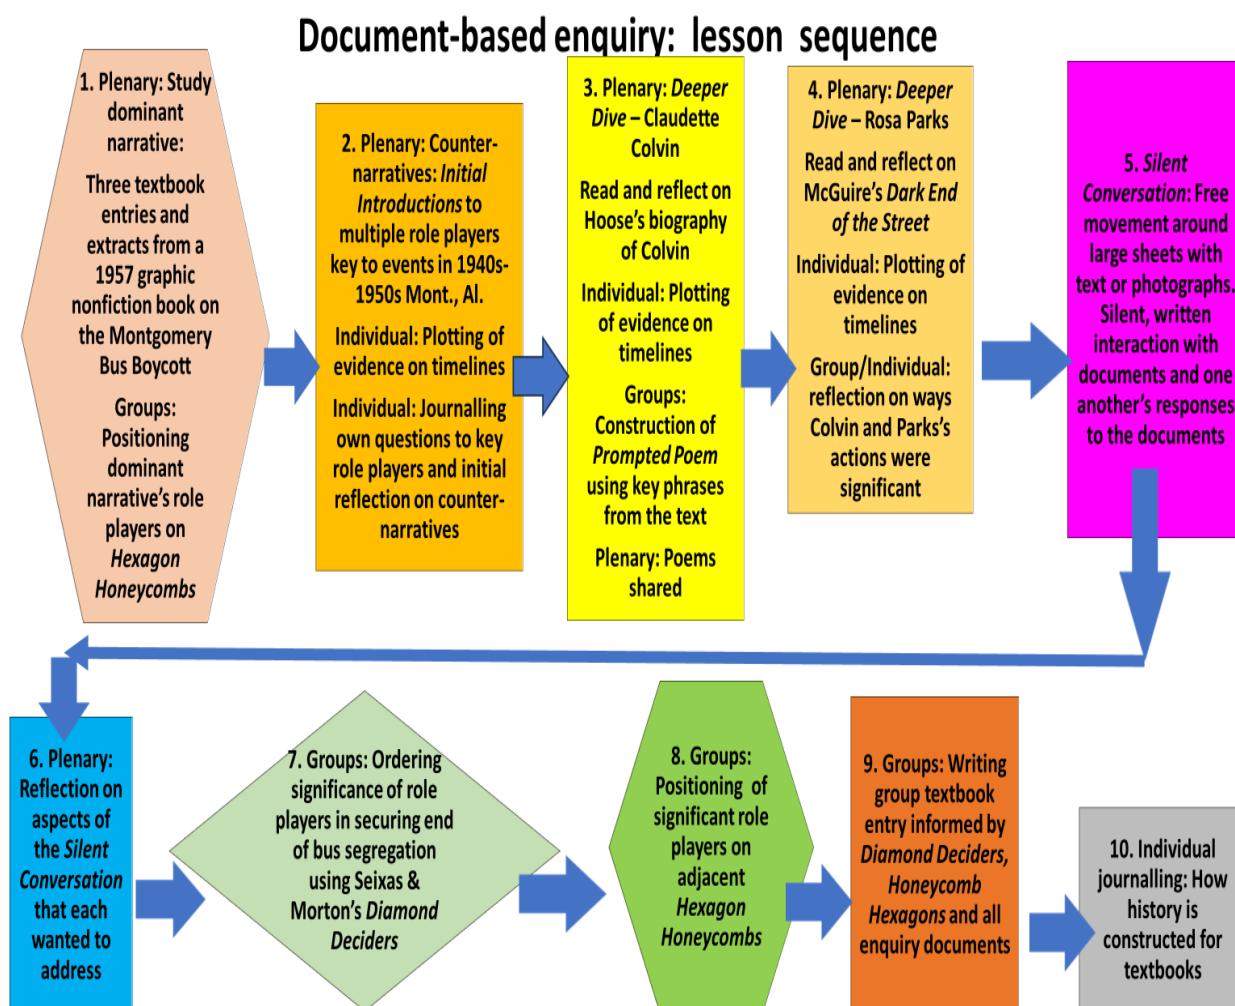 Document-based enquiry: lesson sequence
1. Plenary: Study
dominant
narrative:
Three textbook
entries and
extracts from a
1957 graphic
nonfiction book on
the Montgomery
Bus Boycott
Groups:
Positioning
dominant
narrative's role
players on
Hexagon
Honeycombs
2. Plenary: Counter-
narratives: Initial
Introductions to
multiple role players
key to events in 1940s-
1950s Mont., Al.
Individual: Plotting of
evidence on timelines
Individual: Journalling
own questions to key
role players and initial
reflection on counter-
narratives
3. Plenary: Deeper
Dive – Claudette
Colvin
Read and reflect on
Hoose's biography
of Colvin
Individual: Plotting
of evidence on
timelines
Groups:
Construction of
Prompted Poem
using key phrases
from the text
Plenary: Poems
shared
4. Plenary: Deeper
Dive – Rosa Parks
Read and reflect on
McGuire's Dark End
of the Street
Individual: Plotting of
evidence on
timelines
Group/Individual:
reflection on ways
Colvin and Parks's
actions were
significant
5. Silent
Conversation: Free
movement around
large sheets with
text or photographs.
Silent, written
interaction with
documents and one
another's responses
to the documents
6. Plenary:
Reflection on
aspects of
the Silent
Conversation
that each
wanted to
address
7. Groups: Ordering
significance of role
players in securing end
of bus segregation
using Seixas &
Morton's Diamond
Deciders
8. Groups:
Positioning of
significant role
players on
adjacent
Hexagon
Honeycombs
9. Groups: Writing
group textbook
entry informed by
Diamond Deciders,
Honeycomb
Hexagons and all
enquiry documents
10. Individual
journalling: How
history is
constructed for
textbooks